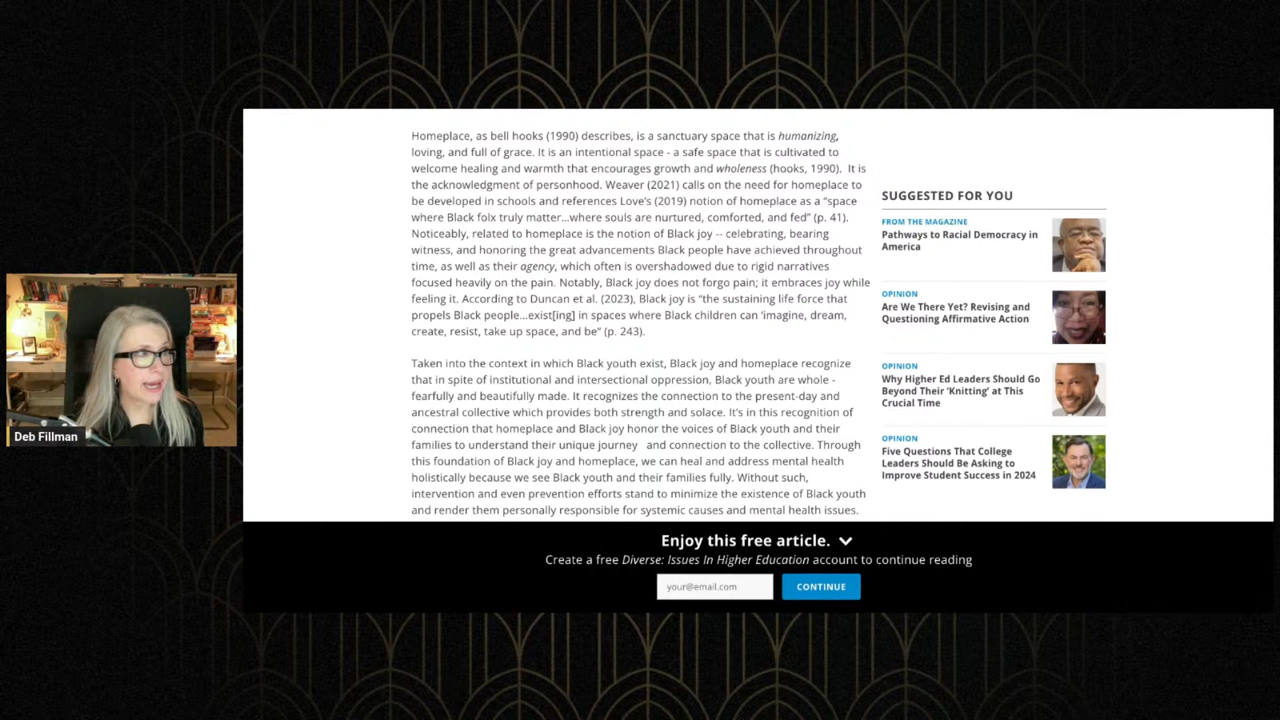 Homeplace, as bell hooks (1990) describes, is a sanctuary space that is humanizing,
loving, and full of grace. It is an intentional space - a safe space that is cultivated to
welcome healing and warmth that encourages growth and wholeness (hooks, 1990).  It is
the acknowledgment of personhood. Weaver (2021) calls on the need for homeplace to
be developed in schools and references Love's (2019) notion of homeplace as a “space
where Black folx truly matter…where souls are nurtured, comforted, and fed” (p. 41).
Noticeably, related to homeplace is the notion of Black joy -- celebrating, bearing
witness, and honoring the great advancements Black people have achieved throughout
time, as well as their agency, which often is overshadowed due to rigid narratives
focused heavily on the pain. Notably, Black joy does not forgo pain; it embraces joy while
feeling it. According to Duncan et al. (2023), Black joy is “the sustaining life force that
propels Black people…exist[ing] in spaces where Black children can ‘imagine, dream,
create, resist, take up space, and be” (p. 243).
Taken into the context in which Black youth exist, Black joy and homeplace recognize
that in spite of institutional and intersectional oppression, Black youth are whole -
fearfully and beautifully made. It recognizes the connection to the present-day and
ancestral collective which provides both strength and solace. It's in this recognition of
connection that homeplace and Black joy honor the voices of Black youth and their
families to understand their unique journey  and connection to the collective. Through
this foundation of Black joy and homeplace, we can heal and address mental health
holistically because we see Black youth and their families fully. Without such,
intervention and even prevention efforts stand to minimize the existence of Black youth
and render them personally responsible for systemic causes and mental health issues.
SUGGESTED FOR YOU
FROM THE MAGAZINE
Pathways to Racial Democracy in
America
OPINION
Are We There Yet? Revising and
Questioning Affirmative Action
OPINION
Why Higher Ed Leaders Should Go
Beyond Their ‘Knitting’ at This
Crucial Time
OPINION
Five Questions That College
Leaders Should Be Asking to
Improve Student Success in 2024
Deb Fillman
Enjoy this free article.
Create a free Diverse: Issues In Higher Education account to continue reading
your@email.com
CONTINUE